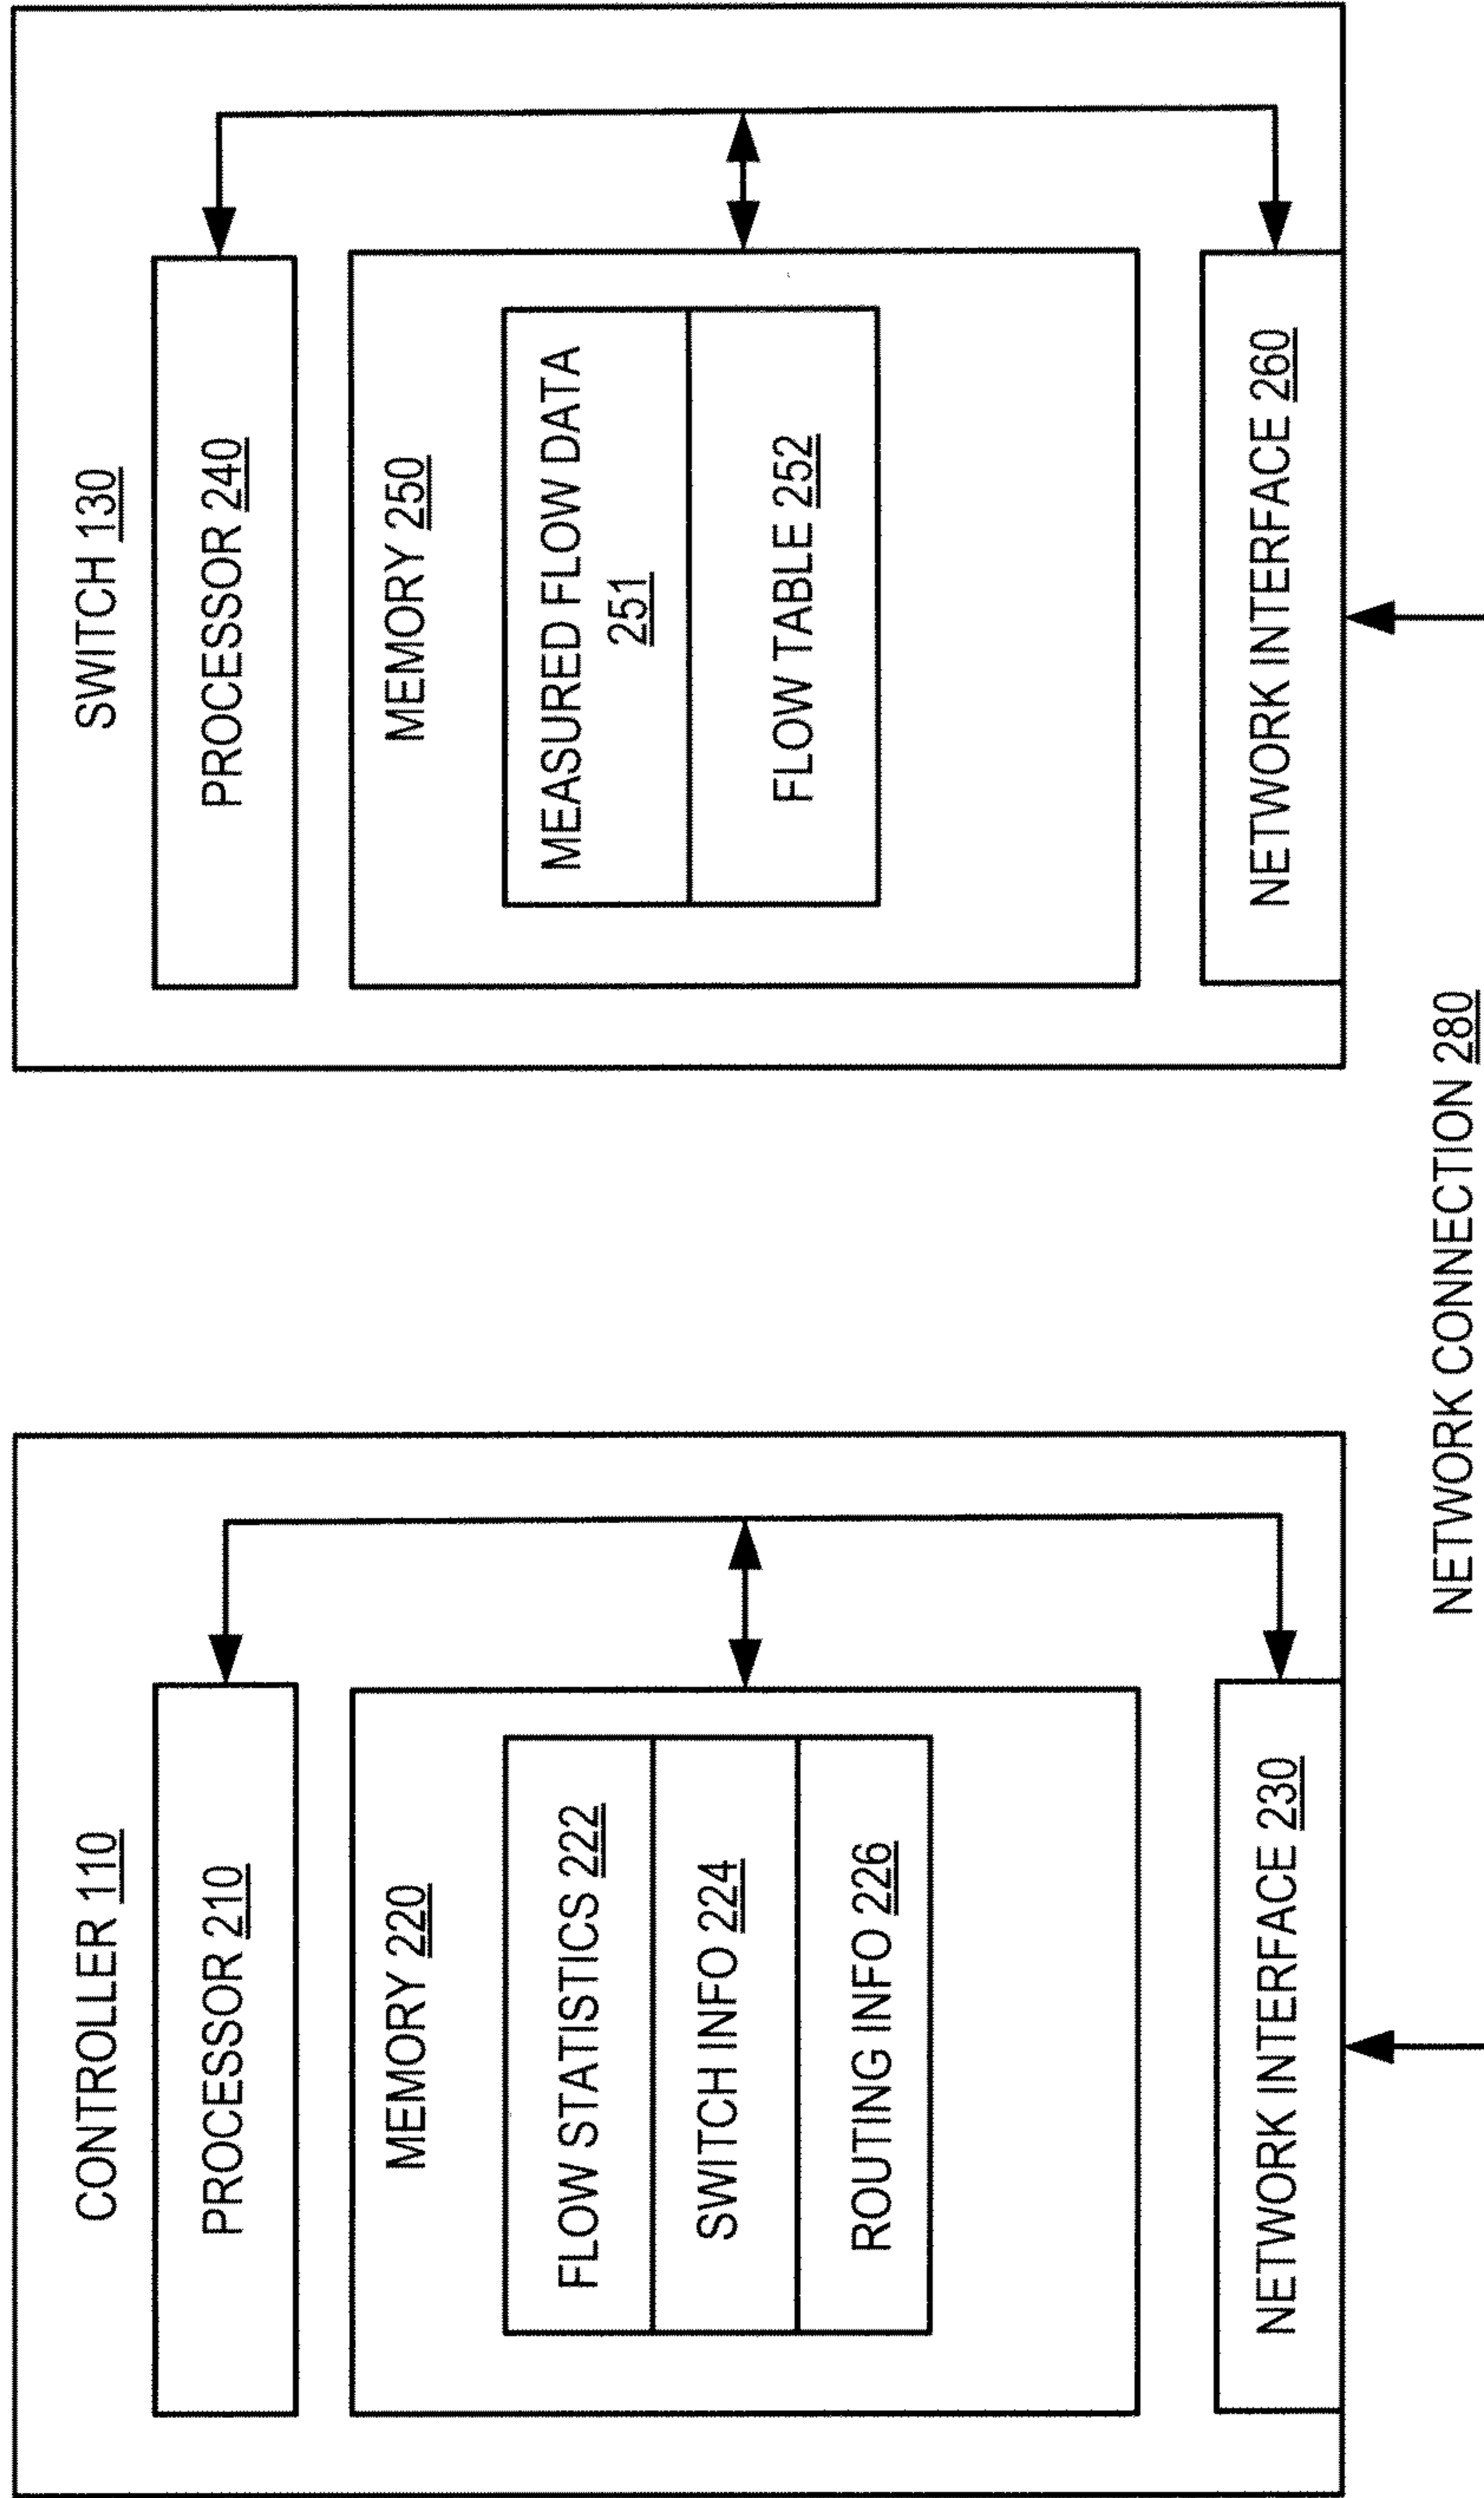 CONTROLLER 110
PROCESSOR 210
MEMORY 220
FLOW STATISTICS 222
SWITCH INFO 224
ROUTING INFO 226
NETWORK INTERFACE 230
SWITCH 130
PROCESSOR 240
MEMORY 250
MEASURED FLOW DATA
251
FLOW TABLE 252
NETWORK INTERFACE 260
NETWORK CONNECTION 280